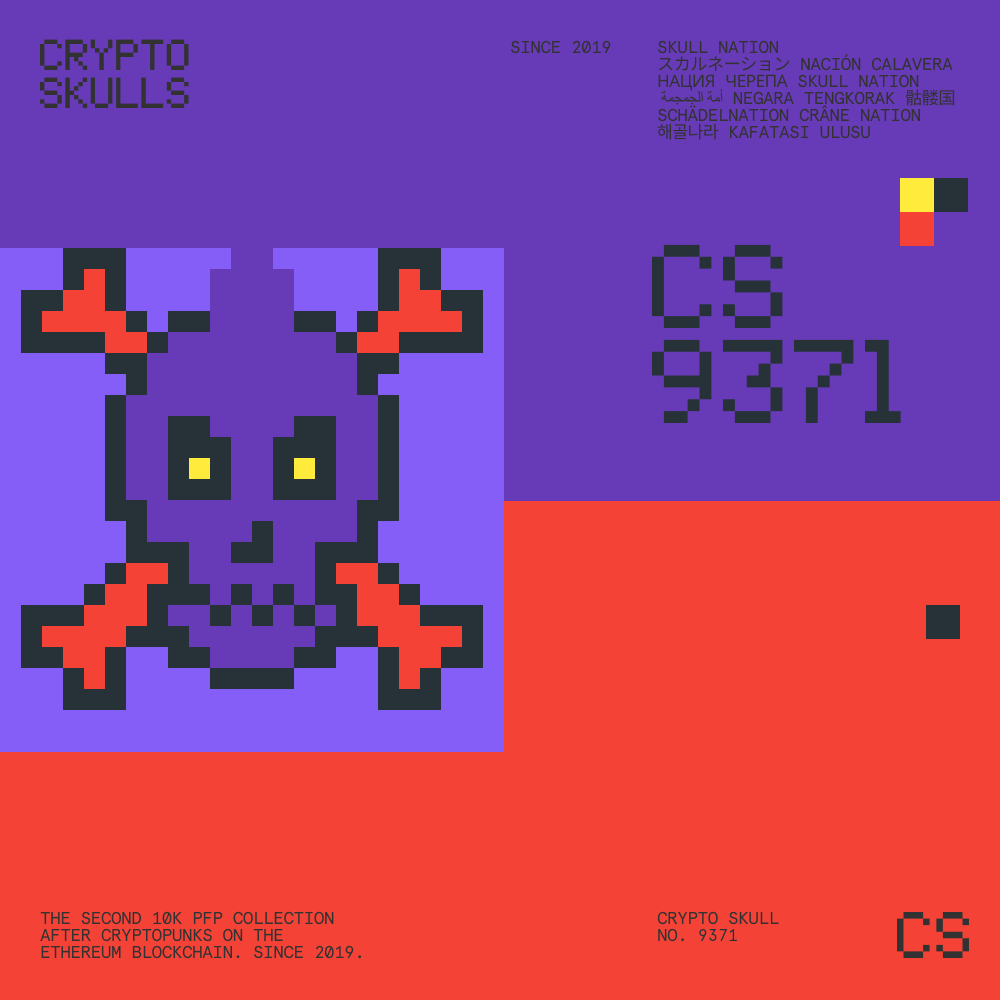 CRYPTO
SKULLS
SINCE 2019
SKULL NATION
スカルネーション NACIÓN CALAVERA
НАЦИЯ ЧЕРЕПА SKULL NATION
أمة الجمجمة NEGARA TENGKORAK 骷髅国
SCHÄDELNATION CRÂNE NATION
해골나라 KAFATASI ULUSU
CS
9371
THE SECOND 10K PFP COLLECTION
AFTER CRYPTOPUNKS ON THE
ETHEREUM BLOCKCHAIN. SINCE 2019.
CRYPTO SKULL
NO. 9371
CS